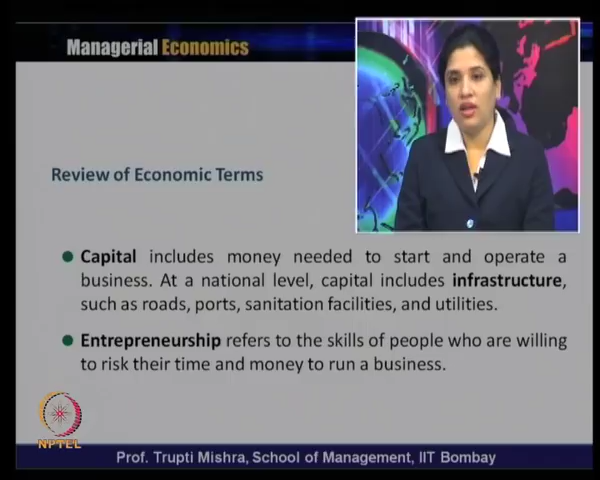 Managerial Economics
Review of Economic Terms
Capital includes money needed to start and operate a
business. At a national level, capital includes infrastructure,
such as roads, ports, sanitation facilities, and utilities.
Entrepreneurship refers to the skills of people who are willing
to risk their time and money to run a business.
NPTEL
Prof. Trupti Mishra, School of Management, IIT Bombay